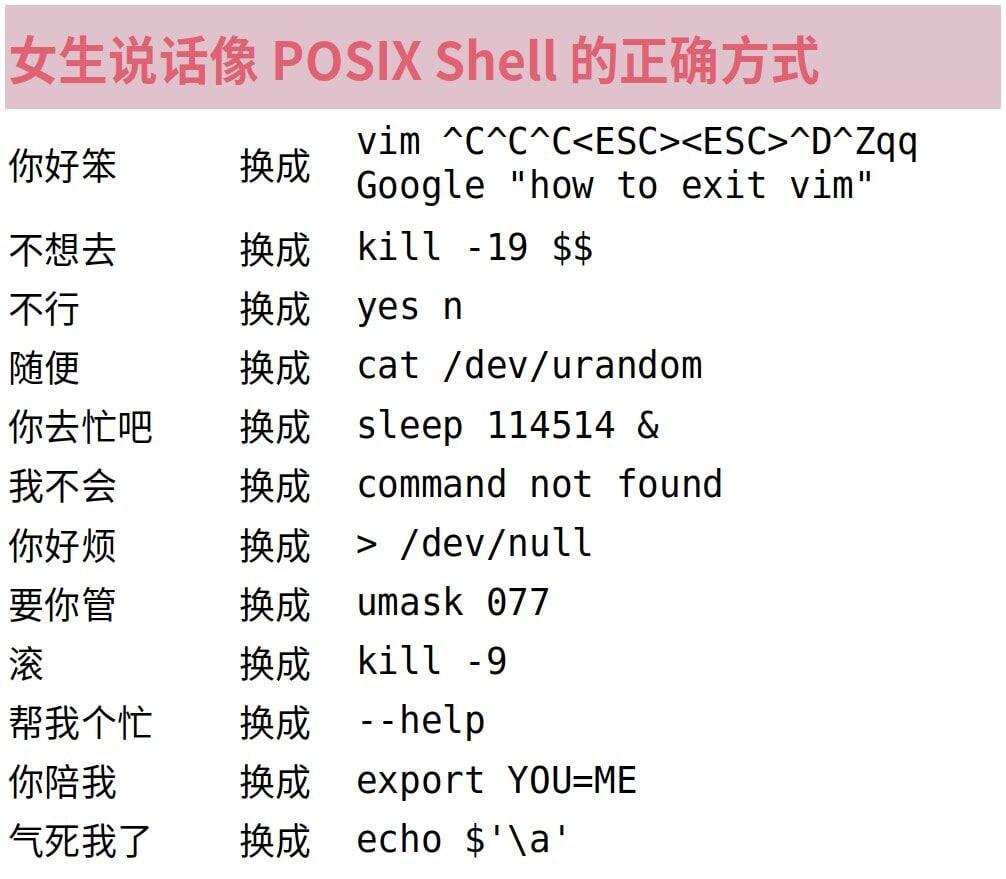 女生说话像 POSIX Shell 的正确方式
你好笨 换成 vim ^C^C^C<ESC><ESC>^D^Zqq
Google "how to exit vim"
不想去 换成 kill -19 $$
不行 换成 yes n
随便 换成 cat /dev/urandom
你去忙吧 换成 sleep 114514 &
我不会 换成 command not found
你好烦 换成 > /dev/null
要你管 换成 umask 077
滚 换成 kill -9
帮我个忙 换成 --help
你陪我 换成 export YOU=ME
气死我了 换成 echo $'\a'